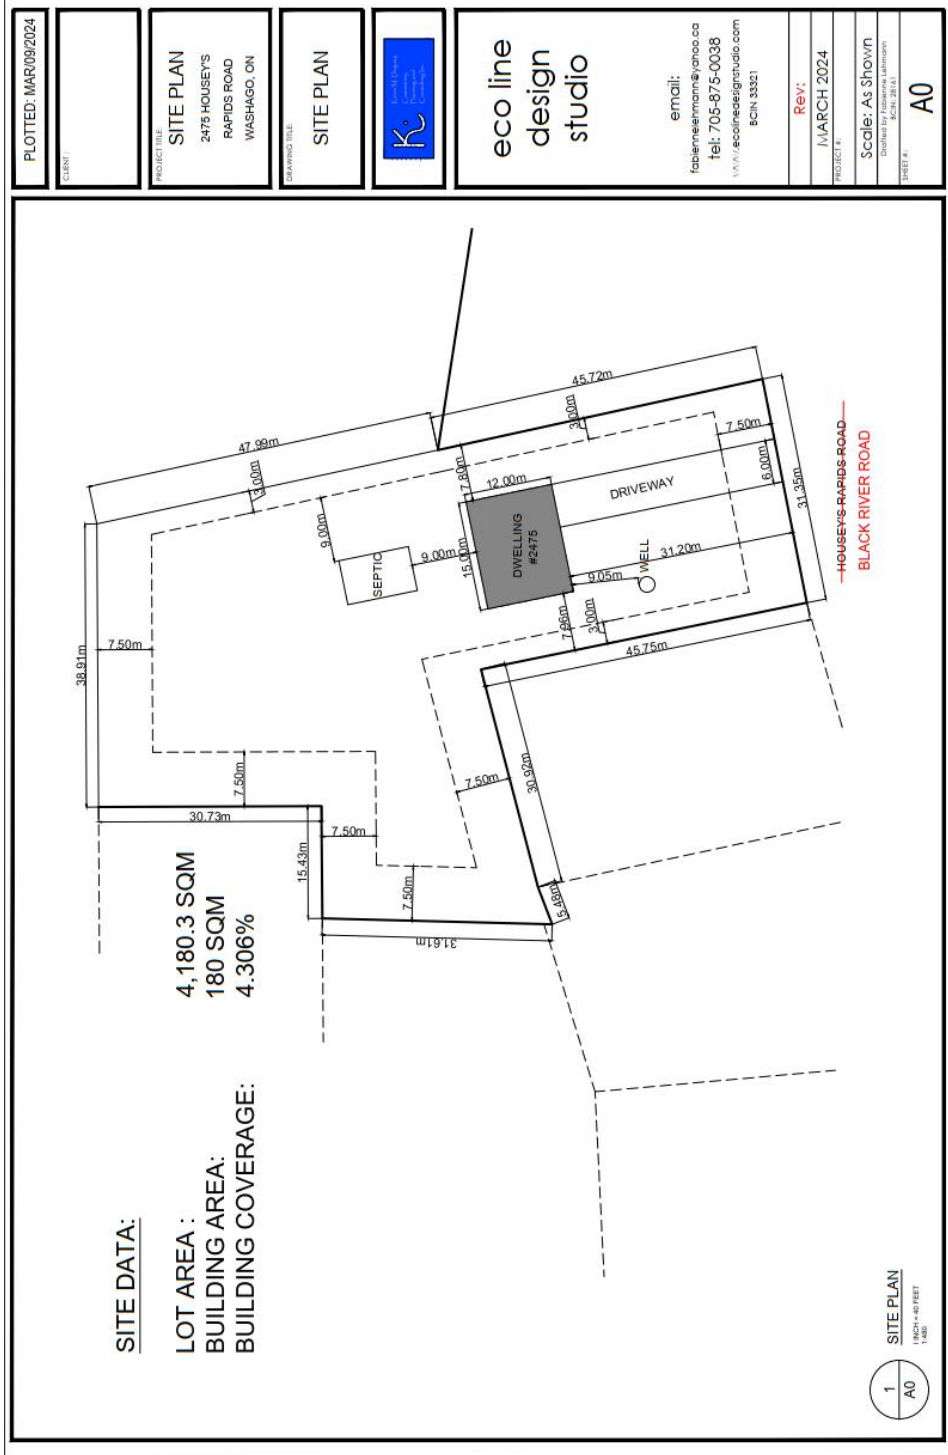 PLOTTED: MAR/09/2024
CLIENT:
PROJECT TITLE:
SITE PLAN
2475 HOUSEY'S
RAPIDS ROAD
WASHAGO, ON
DRAWING TITLE:
SITE PLAN
eco line
design
studio
email:
fabiennelehmann@yahoo.ca
tel: 705-875-0038
www.ecolinedesignstudio.com
BCIN 33321
Rev:
MARCH 2024
PROJECT #:
Scale: As Shown
Drafted by Fabienne Lehmann
SHEET #:
A0
SITE DATA:
LOT AREA : 4,180.3 SQM
BUILDING AREA: 180 SQM
BUILDING COVERAGE: 4.306%
47.99m
45.72m
3.00m
3.00m
7.50m
38.91m
7.50m
9.00m
SEPTIC
9.00m
7.80m
12.00m
15.00m
DWELLING
#2475
DRIVEWAY
6.00m
31.35m
31.20m
WELL
9.05m
7.96m
3.00m
45.75m
HOUSEY'S RAPIDS ROAD
BLACK RIVER ROAD
30.73m
7.50m
15.43m
7.50m
7.50m
31.61m
7.50m
30.92m
5.48m
1
A0
SITE PLAN
1 INCH = 40 FEET
1:480